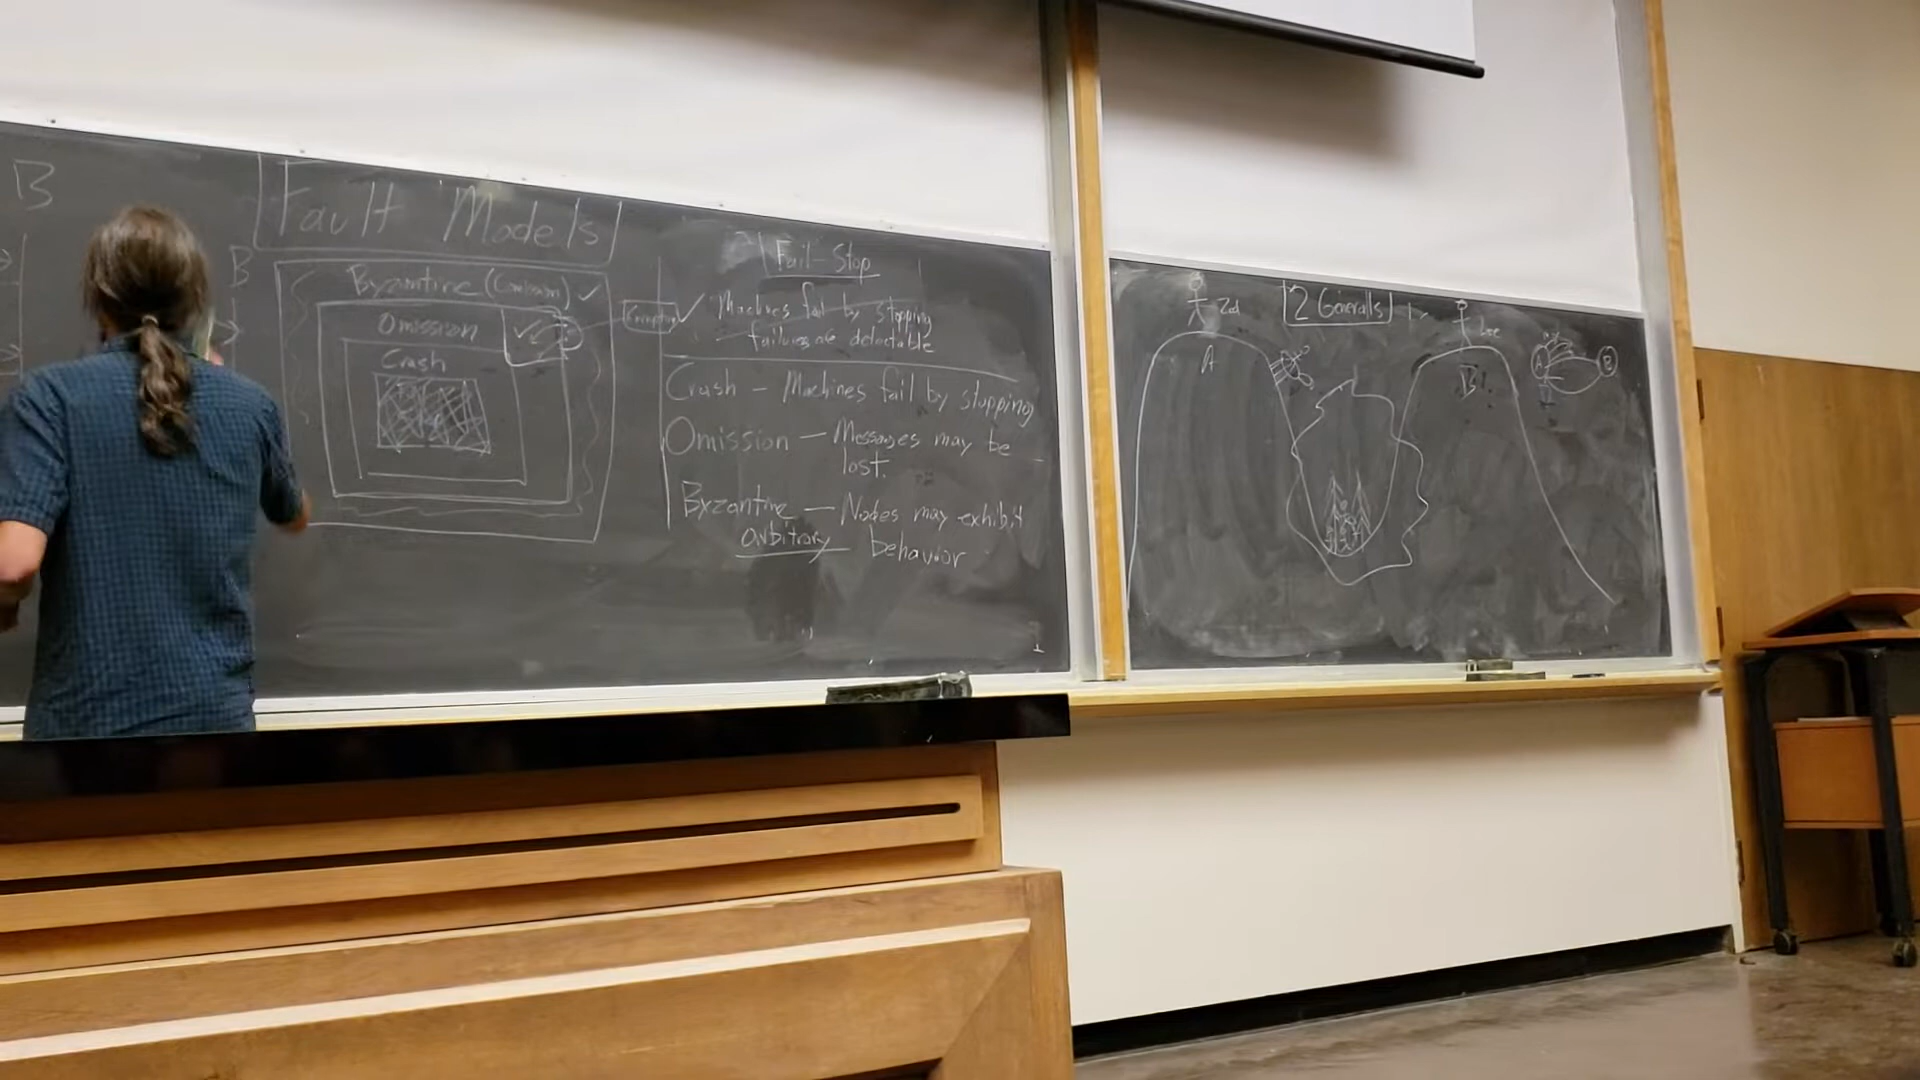 B
B
Fault Models
Byzantine (
Omission
Crash
Fail-Stop
Machines fail by stopping
failures are detectable
Crash - Machines fail by stopping
Omission - Messages may be
lost.
Byzantine - Nodes may exhibit
arbitrary behavior
2 Generalls
A
B
A
B